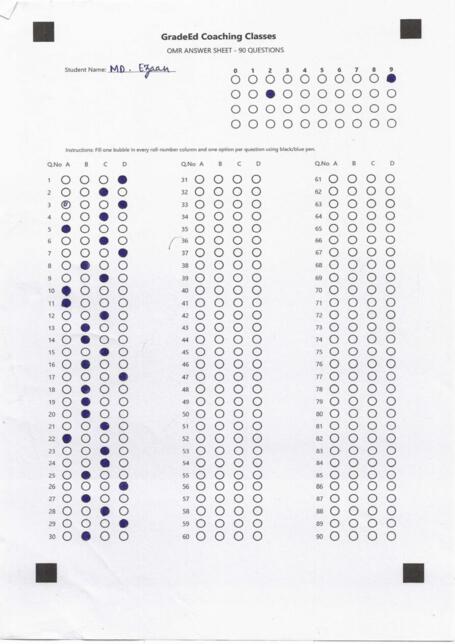 GradeEd Coaching Classes
OMR ANSWER SHEET - 90 QUESTIONS
Student Name: MD. Ezaan
0 1 2 3 4 5 6 7 8 9
Instructions: Fill one bubble in every roll-number column and one option per question using black/blue pen.
Q.No A B C D Q.No A B C D Q.No A B C D
1 31 61
2 32 62
3 33 63
4 34 64
5 35 65
6 36 66
7 37 67
8 38 68
9 39 69
10 40 70
11 41 71
12 42 72
13 43 73
14 44 74
15 45 75
16 46 76
17 47 77
18 48 78
19 49 79
20 50 80
21 51 81
22 52 82
23 53 83
24 54 84
25 55 85
26 56 86
27 57 87
28 58 88
29 59 89
30 60 90